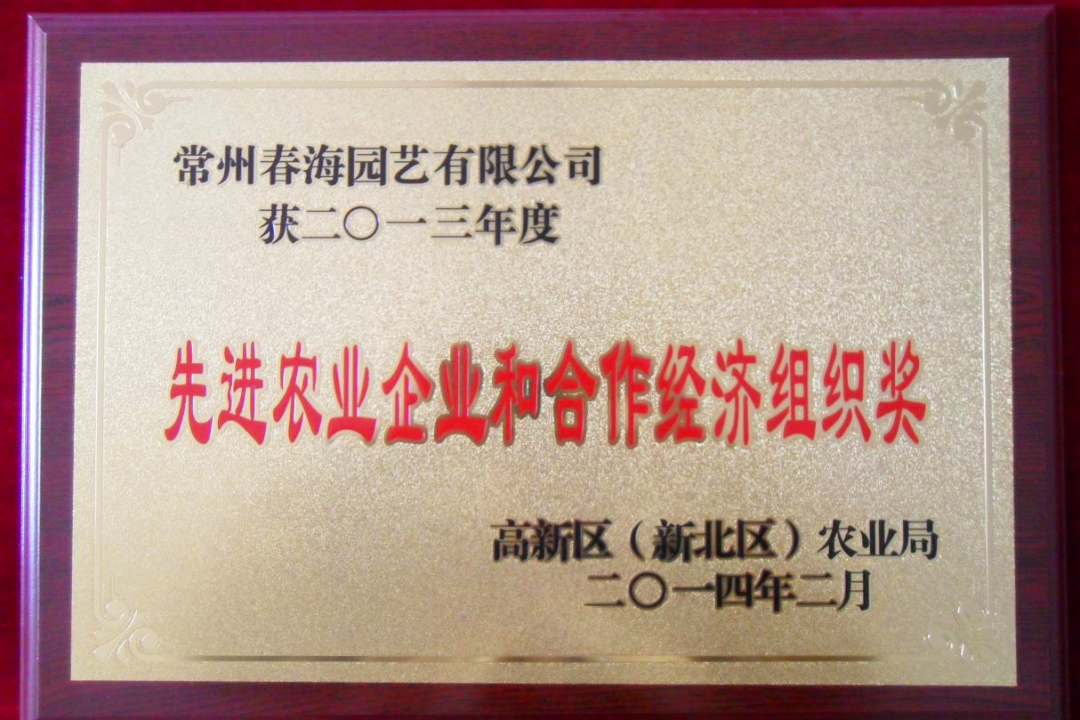 常州春海园艺有限公司
获二〇一三年度
先进农业企业和合作经济组织奖
高新区（新北区）农业局
二〇一四年二月